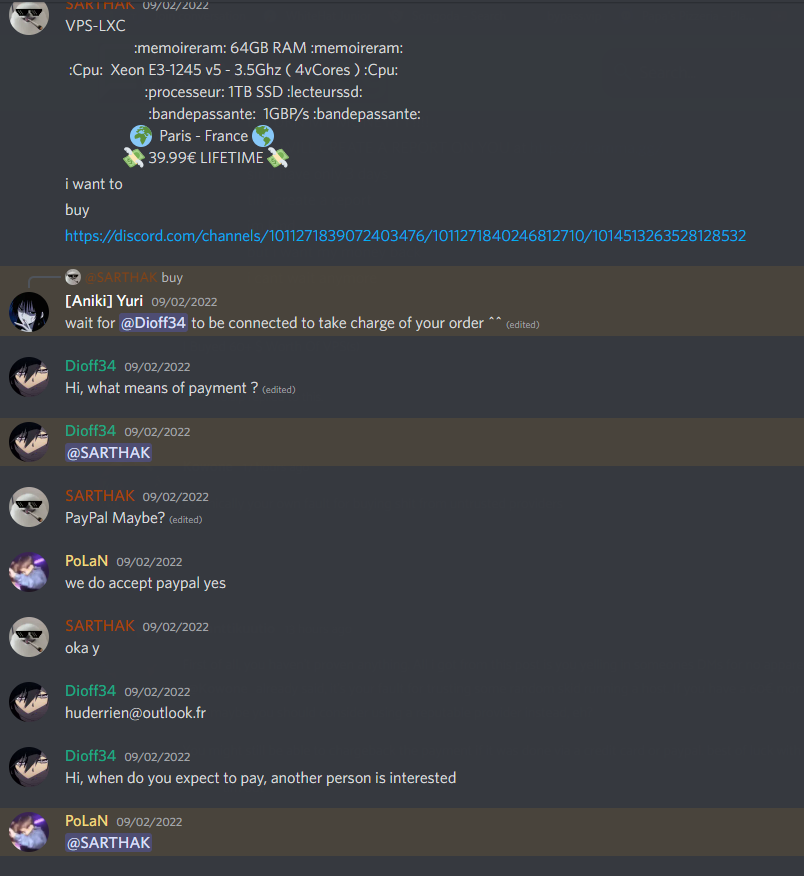 SARTHAK 09/02/2022
VPS-LXC
:memoireram: 64GB RAM :memoireram:
:Cpu: Xeon E3-1245 v5 - 3.5Ghz ( 4vCores ) :Cpu:
:processeur: 1TB SSD :lecteurssd:
:bandepassante: 1GBP/s :bandepassante:
Paris - France
39.99€ LIFETIME
i want to
buy
https://discord.com/channels/1011271839072403476/1011271840246812710/1014513263528128532
@SARTHAK buy
[Aniki] Yuri 09/02/2022
wait for @Dioff34 to be connected to take charge of your order ^^ (edited)
Dioff34 09/02/2022
Hi, what means of payment ? (edited)
Dioff34 09/02/2022
@SARTHAK
SARTHAK 09/02/2022
PayPal Maybe? (edited)
PoLaN 09/02/2022
we do accept paypal yes
SARTHAK 09/02/2022
oka y
Dioff34 09/02/2022
huderrien@outlook.fr
Dioff34 09/02/2022
Hi, when do you expect to pay, another person is interested
PoLaN 09/02/2022
@SARTHAK